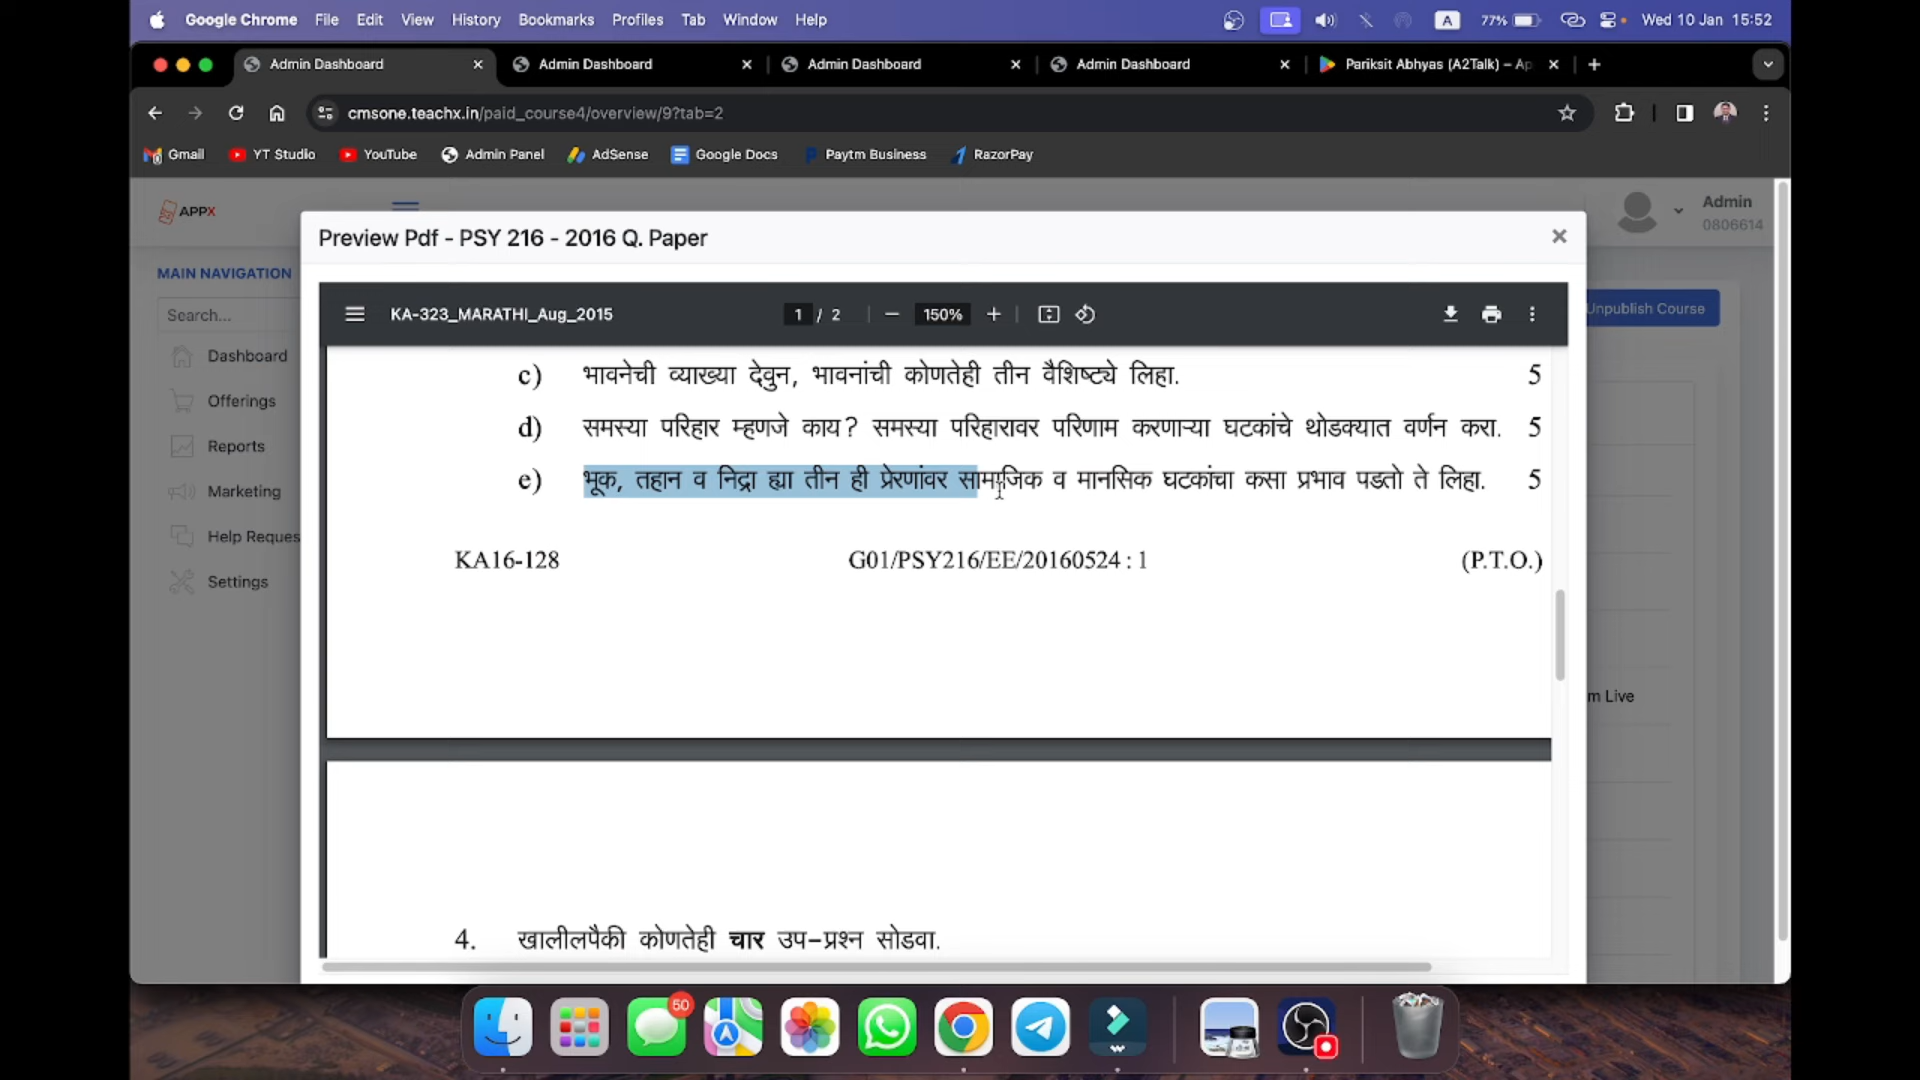 Google Chrome File Edit View History Bookmarks Profiles Tab Window Help A 77% Wed 10 Jan 15:52
Admin Dashboard Admin Dashboard Admin Dashboard Admin Dashboard Pariksit Abhyas (A2Talk) – Ap
cmsone.teachx.in/paid_course4/overview/9?tab=2
Gmail YT Studio YouTube Admin Panel AdSense Google Docs Paytm Business RazorPay
APPX
Admin
0806614
MAIN NAVIGATION
Search...
Dashboard
Offerings
Reports
Marketing
Help Reques
Settings
Unpublish Course
m Live
Preview Pdf - PSY 216 - 2016 Q. Paper
KA-323_MARATHI_Aug_2015 1 / 2 150%
c) भावनेची व्याख्या देवुन, भावनांची कोणतेही तीन वैशिष्ट्ये लिहा. 5
d) समस्या परिहार म्हणजे काय? समस्या परिहारावर परिणाम करणाऱ्या घटकांचे थोडक्यात वर्णन करा. 5
e) भूक, तहान व निद्रा ह्या तीन ही प्रेरणांवर सामाजिक व मानसिक घटकांचा कसा प्रभाव पडतो ते लिहा. 5
KA16-128 G01/PSY216/EE/20160524 : 1 (P.T.O.)
4. खालीलपैकी कोणतेही चार उप-प्रश्न सोडवा.
50